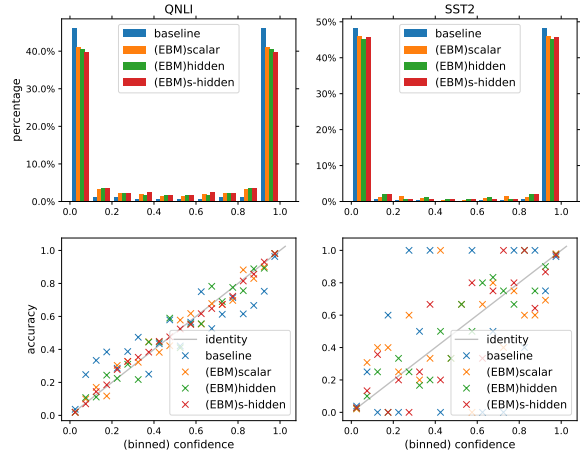 QNLI
SST2
percentage
40.0%
30.0%
20.0%
10.0%
0.0%
baseline
(EBM)scalar
(EBM)hidden
(EBM)s-hidden
0.0 0.2 0.4 0.6 0.8 1.0
50%
40%
30%
20%
10%
0%
baseline
(EBM)scalar
(EBM)hidden
(EBM)s-hidden
0.0 0.2 0.4 0.6 0.8 1.0
accuracy
1.0
0.8
0.6
0.4
0.2
0.0
identity
baseline
(EBM)scalar
(EBM)hidden
(EBM)s-hidden
0.0 0.2 0.4 0.6 0.8 1.0
(binned) confidence
1.0
0.8
0.6
0.4
0.2
0.0
identity
baseline
(EBM)scalar
(EBM)hidden
(EBM)s-hidden
0.0 0.2 0.4 0.6 0.8 1.0
(binned) confidence